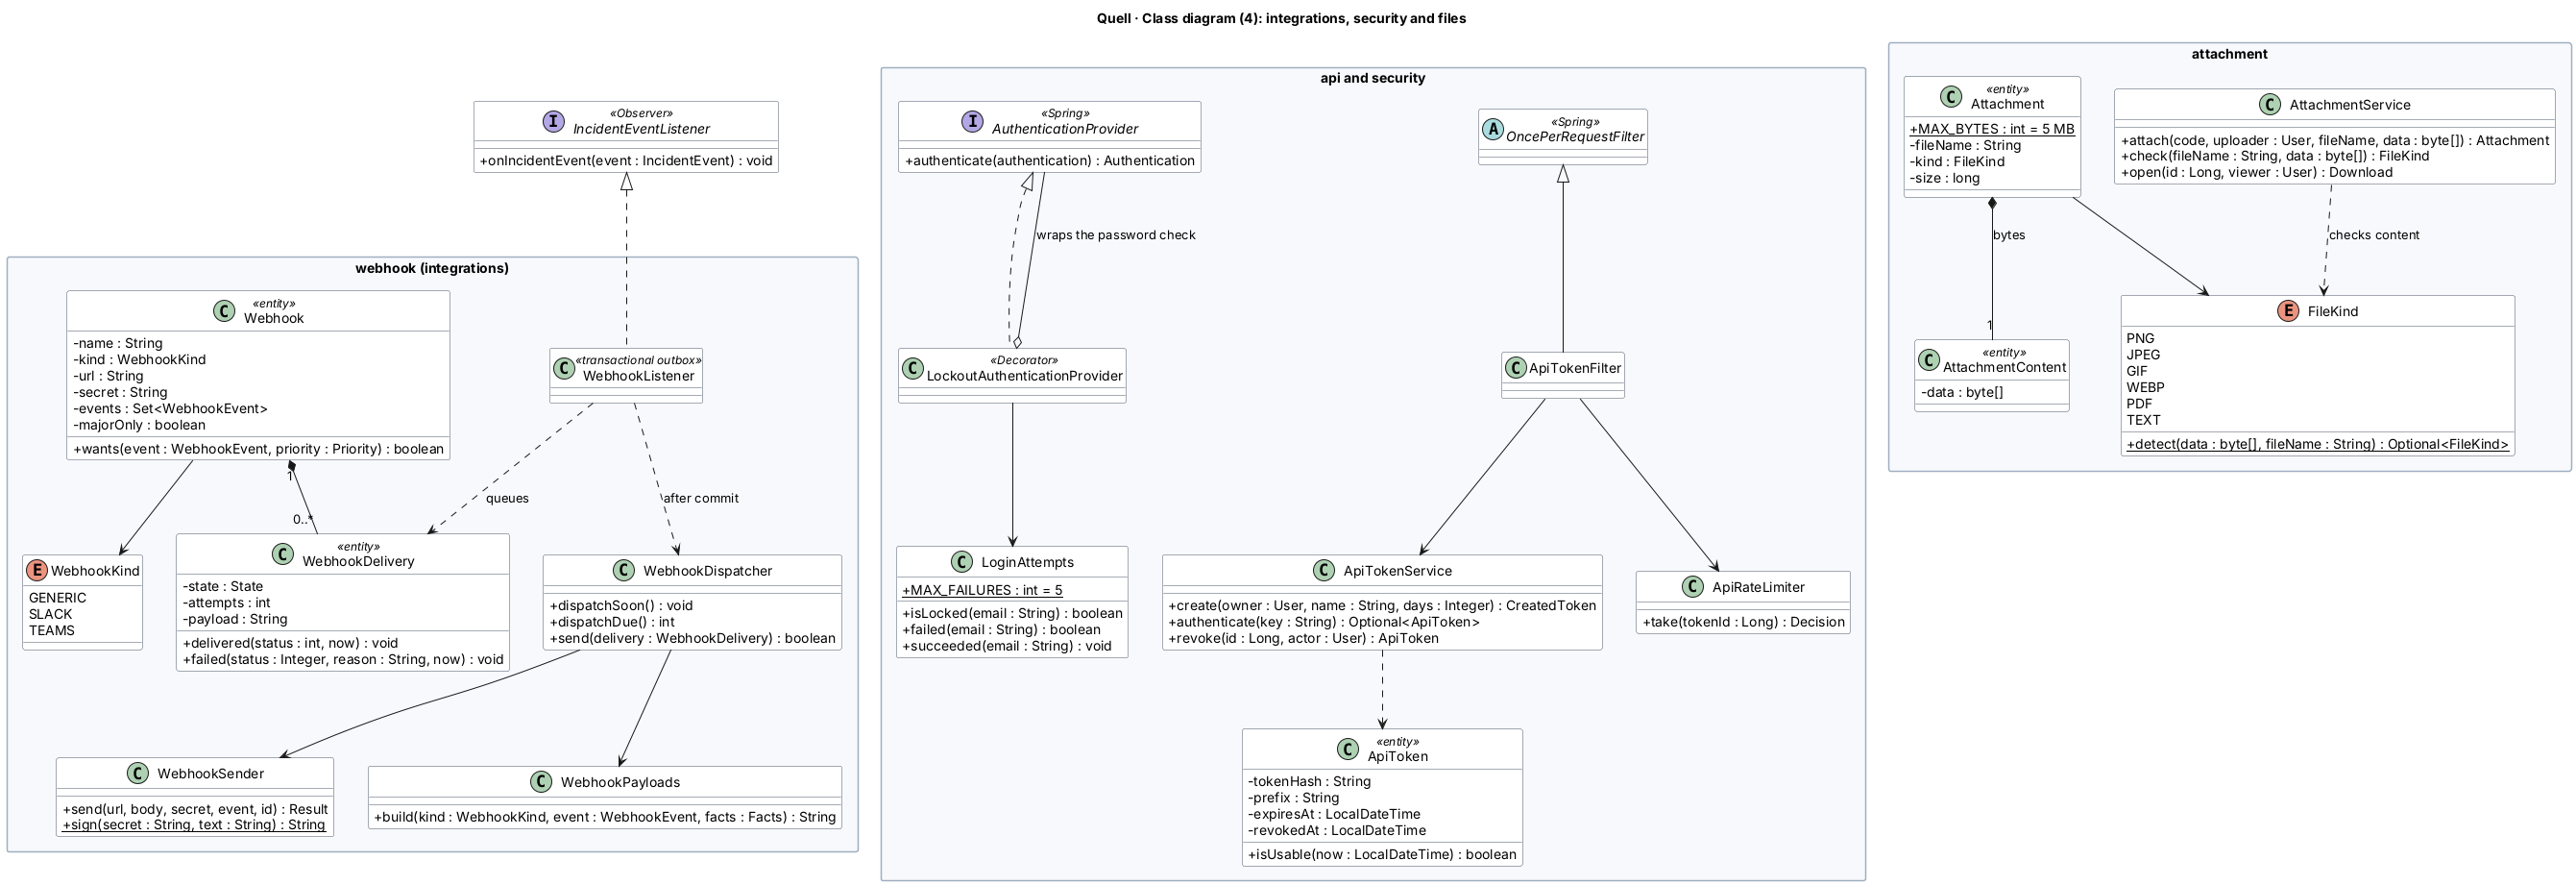 Quell · Class diagram (4): integrations, security and files
«Observer»
I IncidentEventListener
+onIncidentEvent(event : IncidentEvent) : void
webhook (integrations)
«entity»
C Webhook
-name : String
-kind : WebhookKind
-url : String
-secret : String
-events : Set<WebhookEvent>
-majorOnly : boolean
+wants(event : WebhookEvent, priority : Priority) : boolean
«transactional outbox»
C WebhookListener
1
0..*
queues
after commit
E WebhookKind
GENERIC
SLACK
TEAMS
«entity»
C WebhookDelivery
-state : State
-attempts : int
-payload : String
+delivered(status : int, now) : void
+failed(status : Integer, reason : String, now) : void
C WebhookDispatcher
+dispatchSoon() : void
+dispatchDue() : int
+send(delivery : WebhookDelivery) : boolean
C WebhookSender
+send(url, body, secret, event, id) : Result
+sign(secret : String, text : String) : String
C WebhookPayloads
+build(kind : WebhookKind, event : WebhookEvent, facts : Facts) : String
api and security
«Spring»
I AuthenticationProvider
+authenticate(authentication) : Authentication
«Spring»
A OncePerRequestFilter
wraps the password check
«Decorator»
C LockoutAuthenticationProvider
C ApiTokenFilter
C LoginAttempts
+MAX_FAILURES : int = 5
+isLocked(email : String) : boolean
+failed(email : String) : boolean
+succeeded(email : String) : void
C ApiTokenService
+create(owner : User, name : String, days : Integer) : CreatedToken
+authenticate(key : String) : Optional<ApiToken>
+revoke(id : Long, actor : User) : ApiToken
C ApiRateLimiter
+take(tokenId : Long) : Decision
«entity»
C ApiToken
-tokenHash : String
-prefix : String
-expiresAt : LocalDateTime
-revokedAt : LocalDateTime
+isUsable(now : LocalDateTime) : boolean
attachment
«entity»
C Attachment
+MAX_BYTES : int = 5 MB
-fileName : String
-kind : FileKind
-size : long
C AttachmentService
+attach(code, uploader : User, fileName, data : byte[]) : Attachment
+check(fileName : String, data : byte[]) : FileKind
+open(id : Long, viewer : User) : Download
bytes
checks content
1
«entity»
C AttachmentContent
-data : byte[]
E FileKind
PNG
JPEG
GIF
WEBP
PDF
TEXT
+detect(data : byte[], fileName : String) : Optional<FileKind>